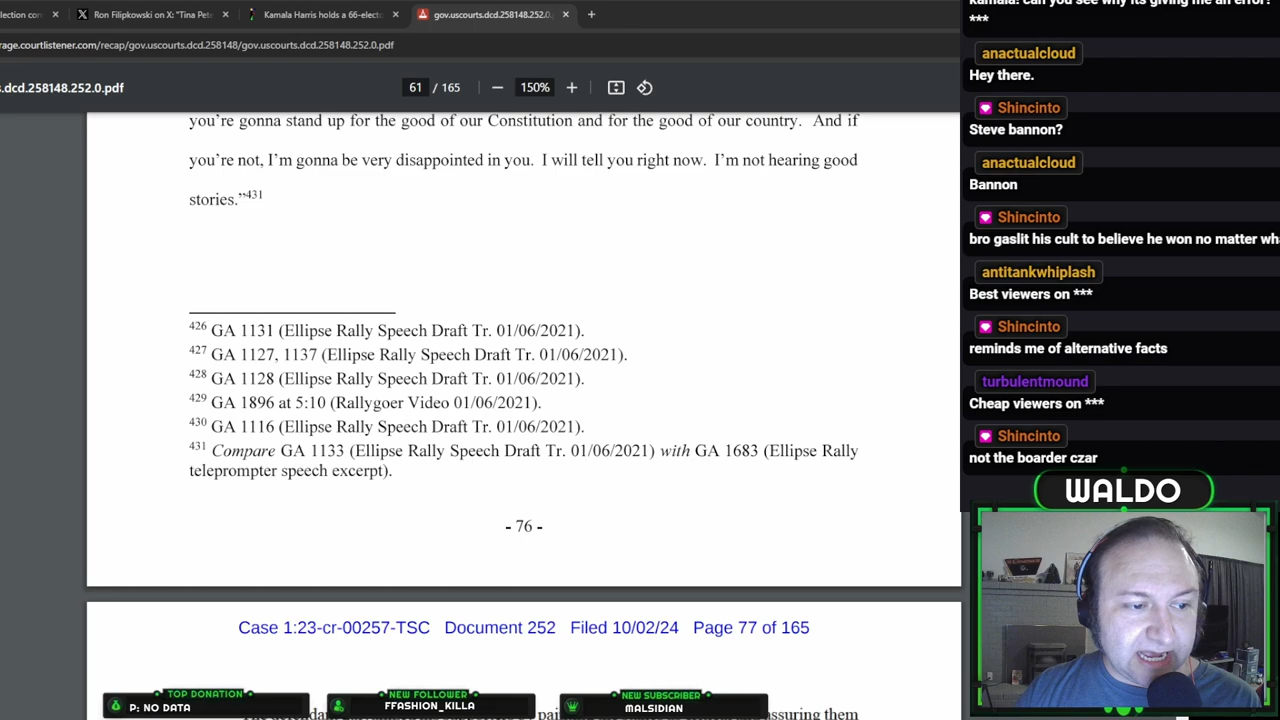 lection con
Ron Filipkowski on X: "Tina Pet
Kamala Harris holds a 66-elect
gov.uscourts.dcd.258148.252.0.
rage.courtlistener.com/recap/gov.uscourts.dcd.258148/gov.uscourts.dcd.258148.252.0.pdf
s.dcd.258148.252.0.pdf
61 / 165
150%
you're gonna stand up for the good of our Constitution and for the good of our country. And if
you're not, I'm gonna be very disappointed in you. I will tell you right now. I'm not hearing good
stories."431
426 GA 1131 (Ellipse Rally Speech Draft Tr. 01/06/2021).
427 GA 1127, 1137 (Ellipse Rally Speech Draft Tr. 01/06/2021).
428 GA 1128 (Ellipse Rally Speech Draft Tr. 01/06/2021).
429 GA 1896 at 5:10 (Rallygoer Video 01/06/2021).
430 GA 1116 (Ellipse Rally Speech Draft Tr. 01/06/2021).
431 Compare GA 1133 (Ellipse Rally Speech Draft Tr. 01/06/2021) with GA 1683 (Ellipse Rally
teleprompter speech excerpt).
- 76 -
Case 1:23-cr-00257-TSC Document 252 Filed 10/02/24 Page 77 of 165
assuring them
kamala! can you see why its giving me an error?
***
anactualcloud
Hey there.
Shincinto
Steve bannon?
anactualcloud
Bannon
Shincinto
bro gaslit his cult to believe he won no matter wha
antitankwhiplash
Best viewers on ***
Shincinto
reminds me of alternative facts
turbulentmound
Cheap viewers on ***
Shincinto
not the boarder czar
WALDO
TOP DONATION
P: NO DATA
NEW FOLLOWER
FFASHION_KILLA
NEW SUBSCRIBER
MALSIDIAN